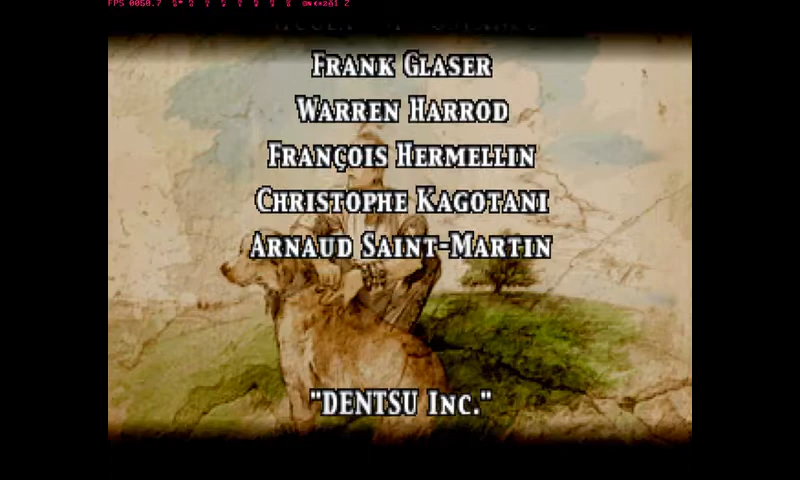 FRANK GLASER
WARREN HARROD
FRANÇOIS HERMELLIN
CHRISTOPHE KAGOTANI
ARNAUD SAINT-MARTIN
"DENTSU INC."